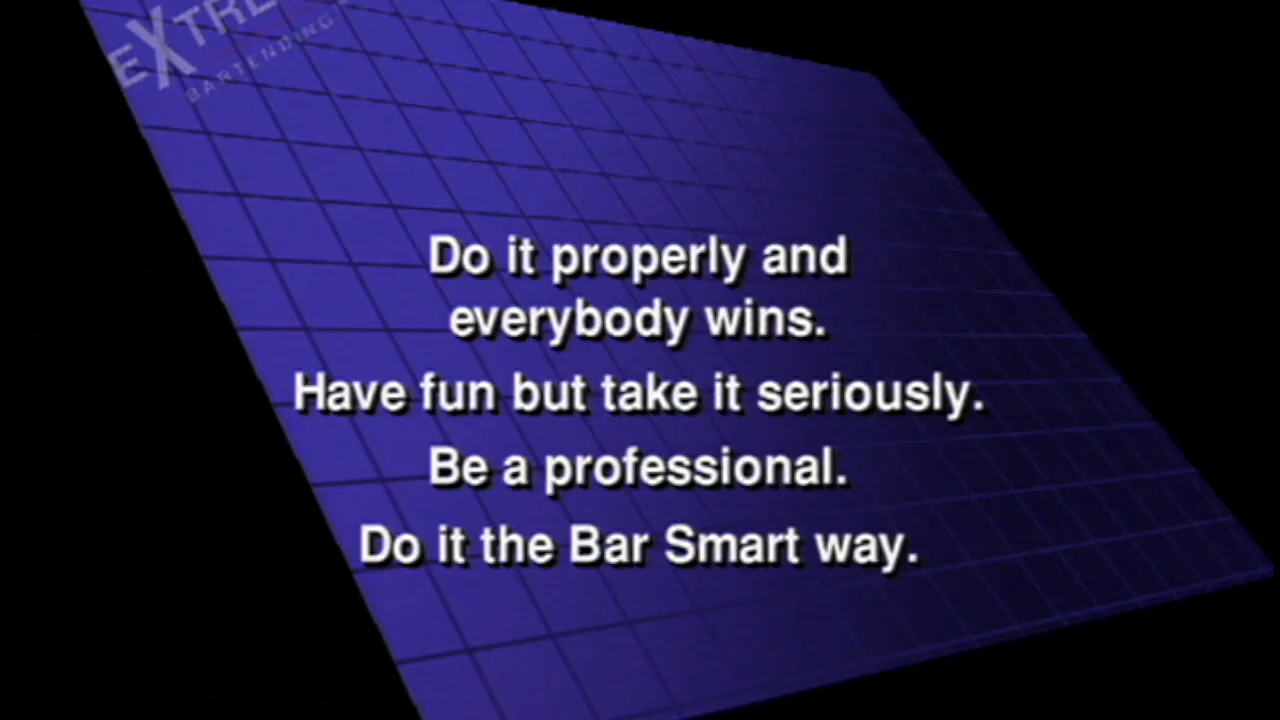 BARTENDING
Do it properly and
everybody wins.
Have fun but take it seriously.
Be a professional.
Do it the Bar Smart way.